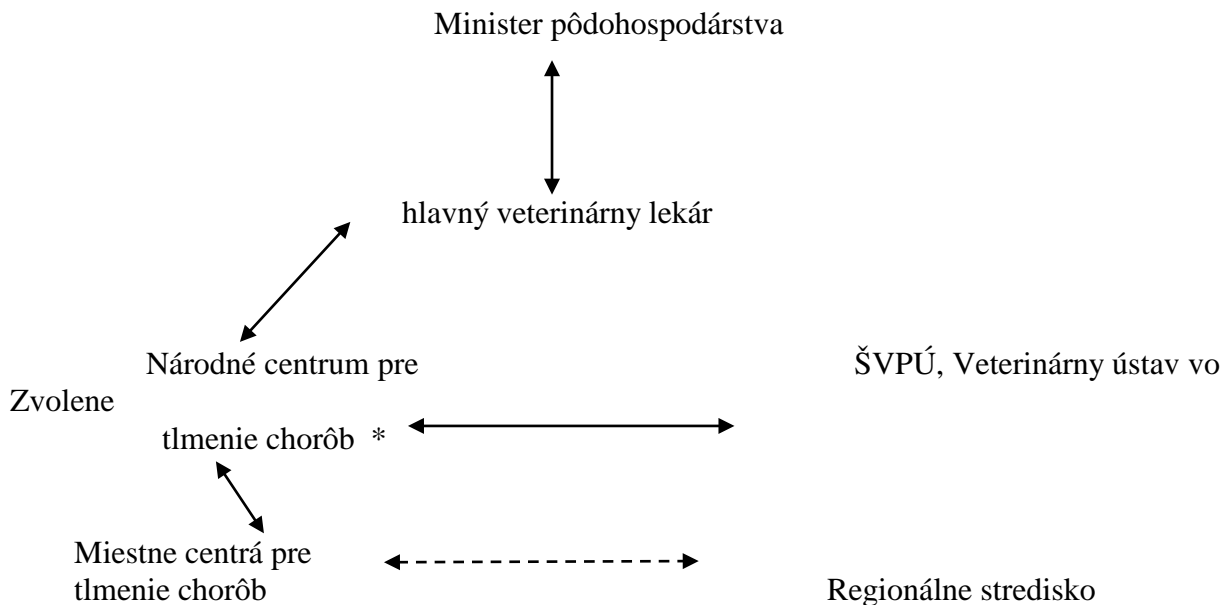 Minister pôdohospodárstva
hlavný veterinárny lekár
Národné centrum pre ŠVPÚ, Veterinárny ústav vo
Zvolene
tlmenie chorôb *
Miestne centrá pre
tlmenie chorôb Regionálne stredisko